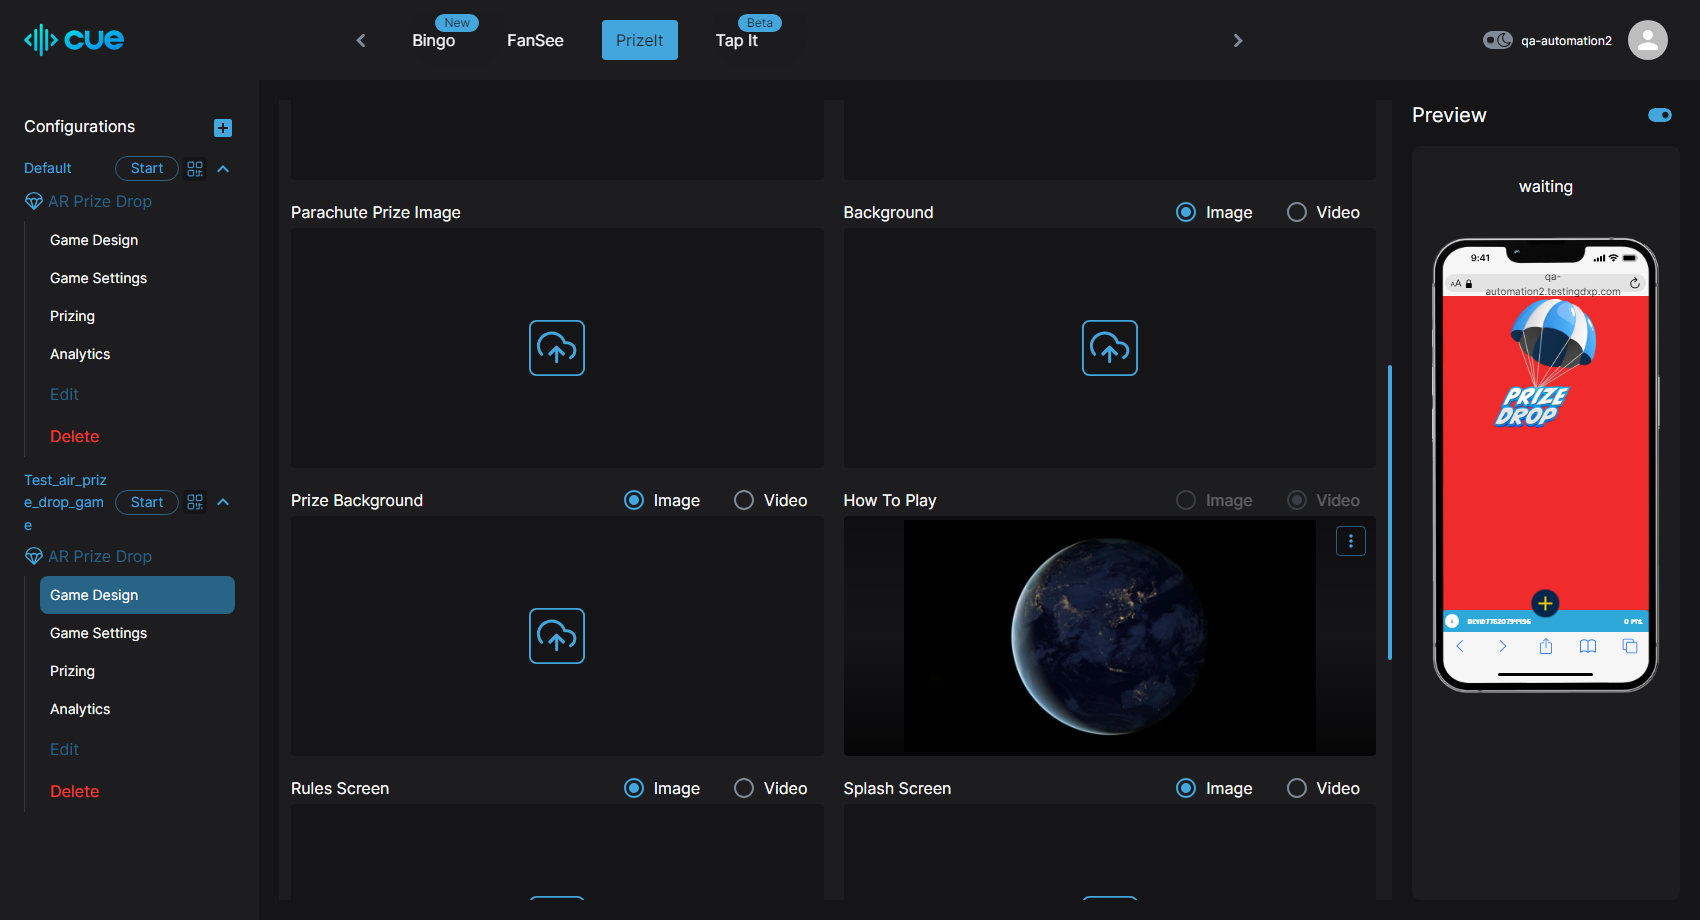 cue
New
Bingo
FanSee
PrizeIt
Beta
Tap It
qa-automation2
Configurations
Default
Start
AR Prize Drop
Game Design
Game Settings
Prizing
Analytics
Edit
Delete
Test_air_priz
e_drop_gam
e
Start
AR Prize Drop
Game Design
Game Settings
Prizing
Analytics
Edit
Delete
Parachute Prize Image
Background
Image
Video
Prize Background
Image
Video
How To Play
Image
Video
Rules Screen
Image
Video
Splash Screen
Image
Video
Preview
waiting
9:41
AA
qa-
automation2.testingdxp.com
PRIZE
DROP
0 PTS.